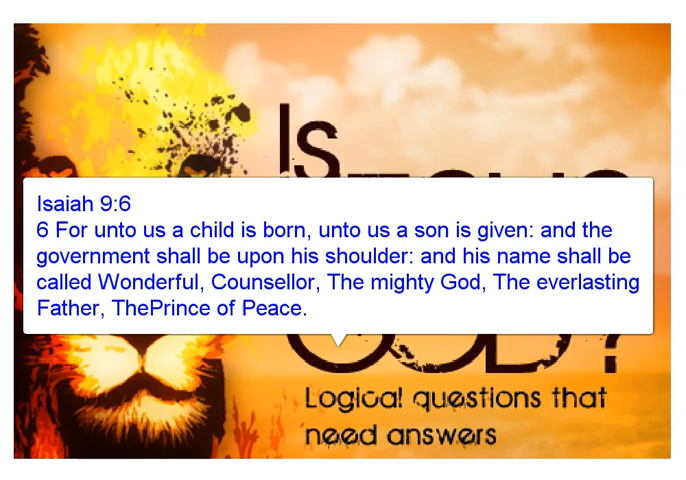 Is
Isaiah 9:6
6 For unto us a child is born, unto us a son is given: and the
government shall be upon his shoulder: and his name shall be
called Wonderful, Counsellor, The mighty God, The everlasting
Father, ThePrince of Peace.
GOD?
Logical questions that
need answers